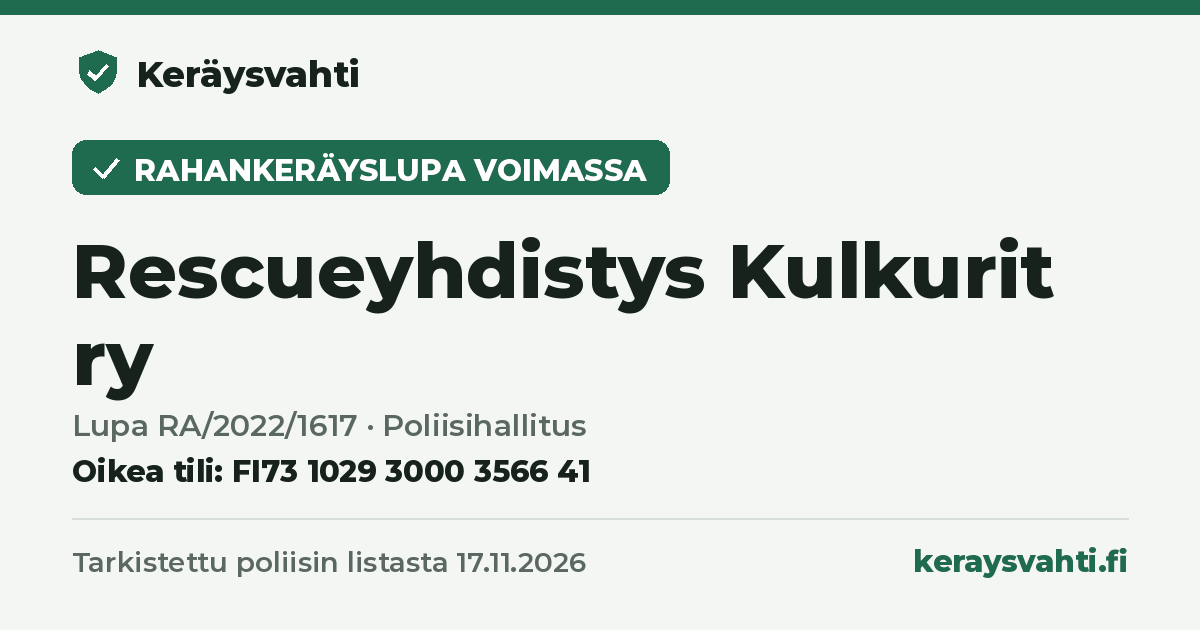 Keräysvahti
RAHANKERÄYSLUPA VOIMASSA
Rescueyhdistys Kulkurit
ry
Lupa RA/2022/1617 · Poliisihallitus
Oikea tili: FI73 1029 3000 3566 41
Tarkistettu poliisin listasta 17.11.2026
keraysvahti.fi